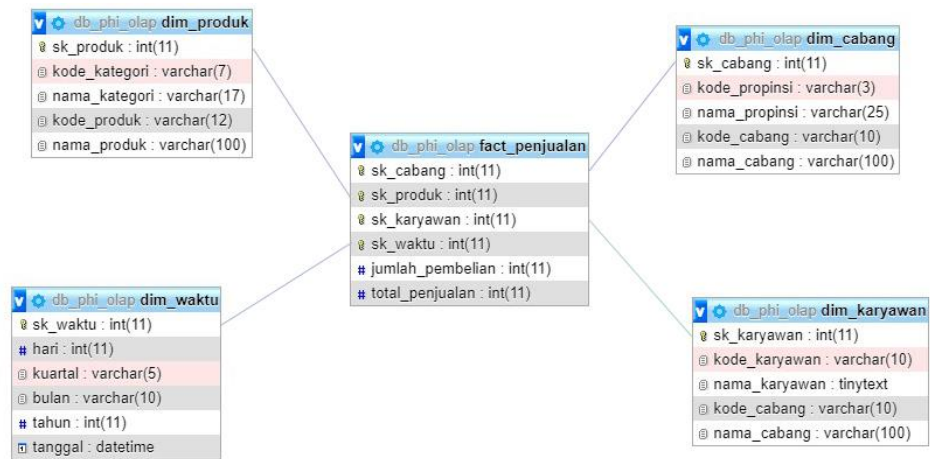 db_phi_olap dim_produk
sk_produk : int(11)
kode_kategori : varchar(7)
nama_kategori : varchar(17)
kode_produk : varchar(12)
nama_produk : varchar(100)
db_phi_olap dim_cabang
sk_cabang : int(11)
kode_propinsi : varchar(3)
nama_propinsi : varchar(25)
kode_cabang : varchar(10)
nama_cabang : varchar(100)
db_phi_olap fact_penjualan
sk_cabang : int(11)
sk_produk : int(11)
sk_karyawan : int(11)
sk_waktu : int(11)
# jumlah_pembelian : int(11)
# total_penjualan : int(11)
db_phi_olap dim_waktu
sk_waktu : int(11)
# hari : int(11)
kuartal : varchar(5)
bulan : varchar(10)
# tahun : int(11)
tanggal : datetime
db_phi_olap dim_karyawan
sk_karyawan : int(11)
kode_karyawan : varchar(10)
nama_karyawan : tinytext
kode_cabang : varchar(10)
nama_cabang : varchar(100)